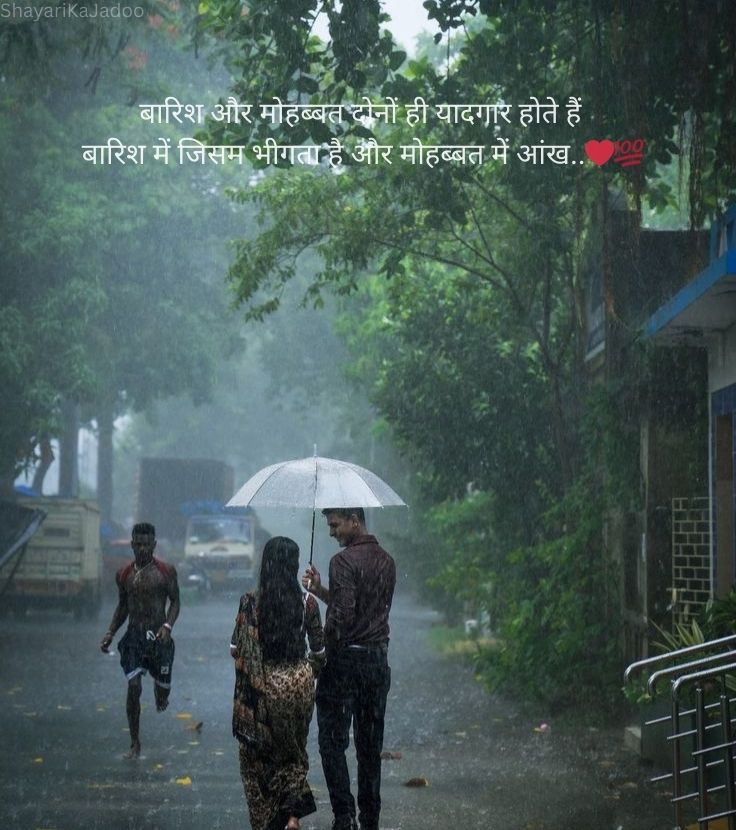 ShayariKaJadoo
बारिश और मोहब्बत दोनों ही यादगार होते हैं
बारिश में जिसम भीगता है और मोहब्बत में आंख..❤️💯